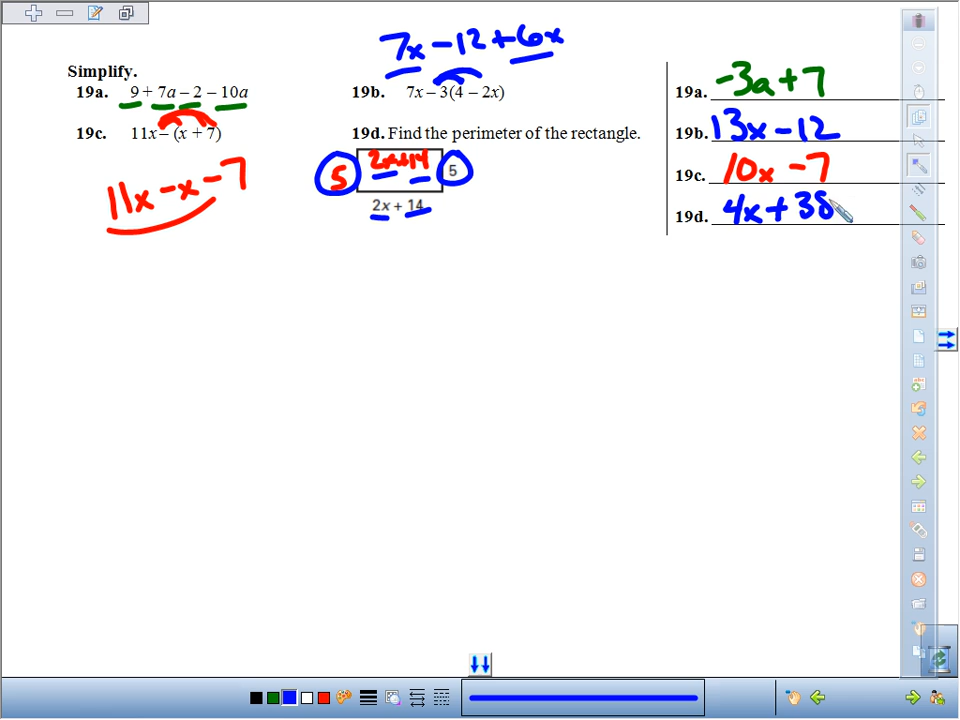 7x - 12 + 6x
Simplify.
19a. 9 + 7a – 2 – 10a
19b. 7x – 3(4 – 2x)
19c. 11x – (x + 7)
11x - x - 7
19d. Find the perimeter of the rectangle.
5 2x + 14 5
2x + 14
19a. -3a + 7
19b. 13x - 12
19c. 10x - 7
19d. 4x + 38